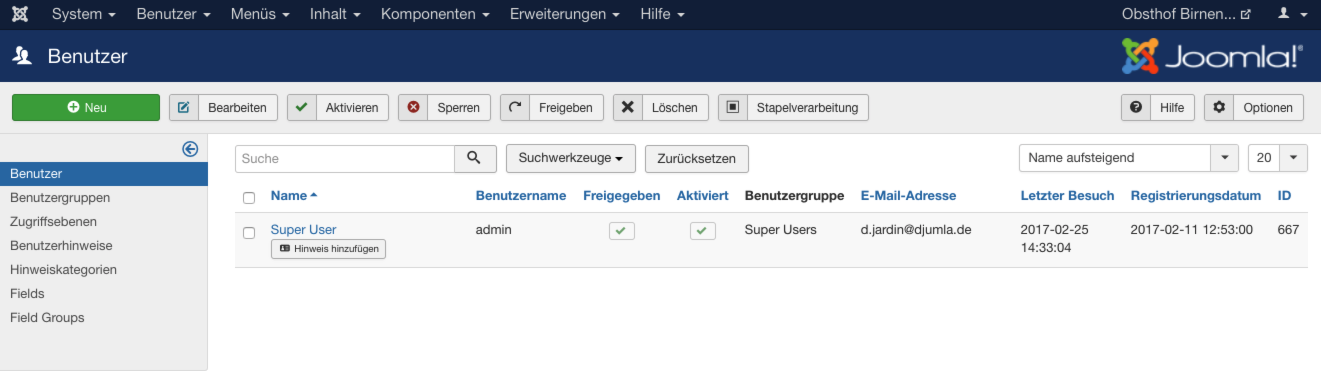 System Benutzer Menüs Inhalt Komponenten Erweiterungen Hilfe Obsthof Birnen...
Benutzer Joomla!®
Neu Bearbeiten Aktivieren Sperren Freigeben Löschen Stapelverarbeitung Hilfe Optionen
Benutzer
Benutzergruppen
Zugriffsebenen
Benutzerhinweise
Hinweiskategorien
Fields
Field Groups
Suche Suchwerkzeuge Zurücksetzen Name aufsteigend 20
Name Benutzername Freigegeben Aktiviert Benutzergruppe E-Mail-Adresse Letzter Besuch Registrierungsdatum ID
Super User admin Super Users d.jardin@djumla.de 2017-02-25 2017-02-11 12:53:00 667
Hinweis hinzufügen 14:33:04